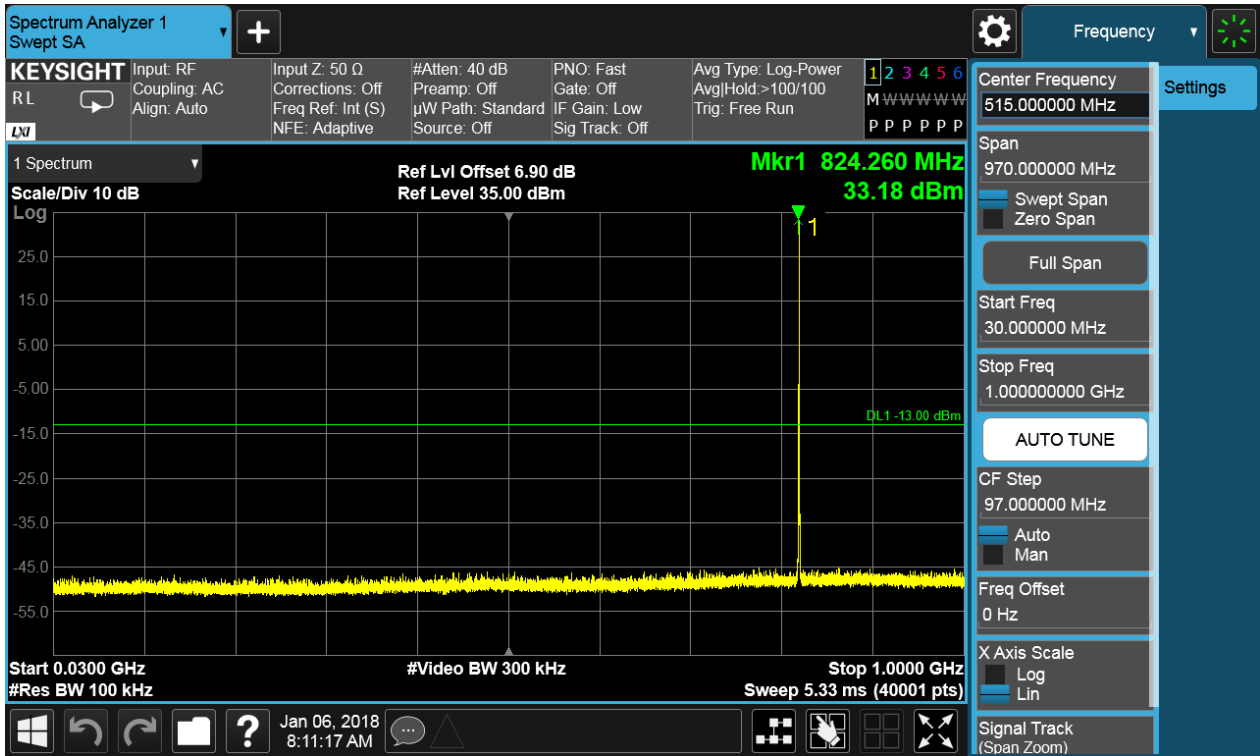 Spectrum Analyzer 1
Swept SA
+
Frequency
KEYSIGHT
RL
LXI
Input: RF
Coupling: AC
Align: Auto
Input Z: 50 Ω
Corrections: Off
Freq Ref: Int (S)
NFE: Adaptive
#Atten: 40 dB
Preamp: Off
µW Path: Standard
Source: Off
PNO: Fast
Gate: Off
IF Gain: Low
Sig Track: Off
Avg Type: Log-Power
Avg|Hold:>100/100
Trig: Free Run
1 2 3 4 5 6
M W W W W W
P P P P P P
1 Spectrum
Scale/Div 10 dB
Ref Lvl Offset 6.90 dB
Ref Level 35.00 dBm
Mkr1 824.260 MHz
33.18 dBm
Log
1
25.0
15.0
5.00
-5.00
DL1 -13.00 dBm
-15.0
-25.0
-35.0
-45.0
-55.0
Start 0.0300 GHz
#Video BW 300 kHz
Stop 1.0000 GHz
#Res BW 100 kHz
Sweep 5.33 ms (40001 pts)
Center Frequency
515.000000 MHz
Settings
Span
970.000000 MHz
Swept Span
Zero Span
Full Span
Start Freq
30.000000 MHz
Stop Freq
1.000000000 GHz
AUTO TUNE
CF Step
97.000000 MHz
Auto
Man
Freq Offset
0 Hz
X Axis Scale
Log
Lin
Signal Track
(Span Zoom)
?
Jan 06, 2018
8:11:17 AM